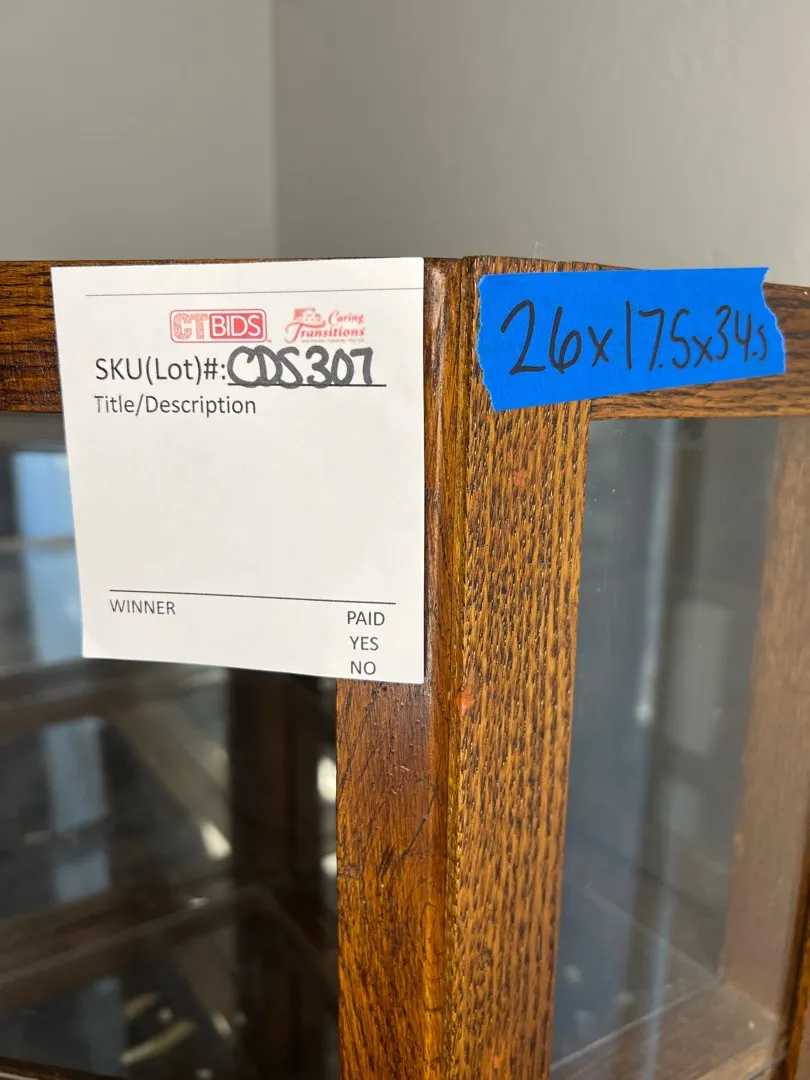 CTBIDS
Caring
Transitions
SKU(Lot)#:CDS307
Title/Description
WINNER
PAID
YES
NO
26x17.5x34.5